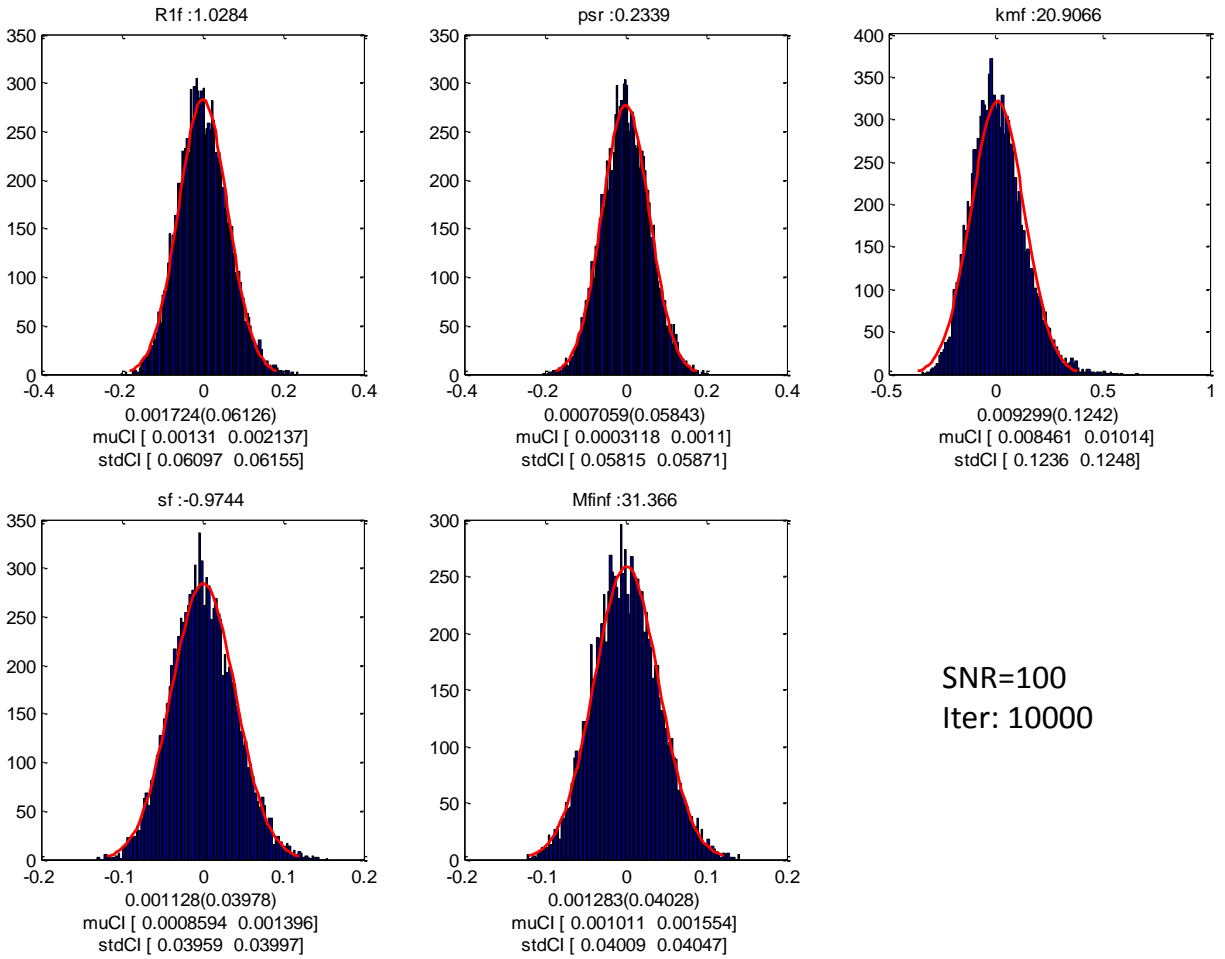 R1f :1.0284
350
300
250
200
150
100
50
0
-0.4 -0.2 0 0.2 0.4
0.001724(0.06126)
muCI [ 0.00131 0.002137]
stdCI [ 0.06097 0.06155]
psr :0.2339
350
300
250
200
150
100
50
0
-0.4 -0.2 0 0.2 0.4
0.0007059(0.05843)
muCI [ 0.0003118 0.0011]
stdCI [ 0.05815 0.05871]
kmf :20.9066
400
350
300
250
200
150
100
50
0
-0.5 0 0.5 1
0.009299(0.1242)
muCI [ 0.008461 0.01014]
stdCI [ 0.1236 0.1248]
sf :-0.9744
350
300
250
200
150
100
50
0
-0.2 -0.1 0 0.1 0.2
0.001128(0.03978)
muCI [ 0.0008594 0.001396]
stdCI [ 0.03959 0.03997]
Mfinf :31.366
300
250
200
150
100
50
0
-0.2 -0.1 0 0.1 0.2
0.001283(0.04028)
muCI [ 0.001011 0.001554]
stdCI [ 0.04009 0.04047]
SNR=100
Iter: 10000